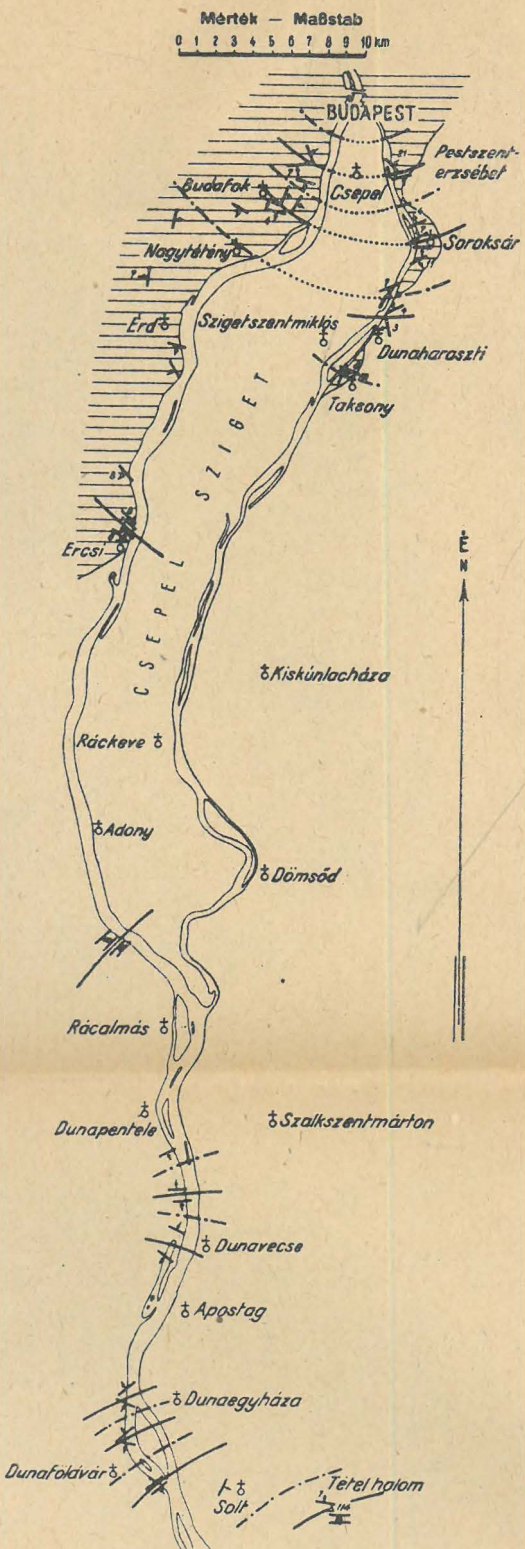 Mérték — Maßstab
0 1 2 3 4 5 6 7 8 9 10 km
BUDAPEST
Pestszent-
erzsébet
Budafok
Csepel
Soroksár
Nagytétény
Érd
Szigetszentmiklós
Dunaharaszti
Taksony
CSEPEL SZIGET
Ercsi
É
N
Kiskúnlacháza
Ráckeve
Adony
Dömsőd
Rácalmás
Dunapentele
Szalkszentmárton
Dunavecse
Apostag
Dunaegyháza
Dunafölávár
Solt
Tétel halom